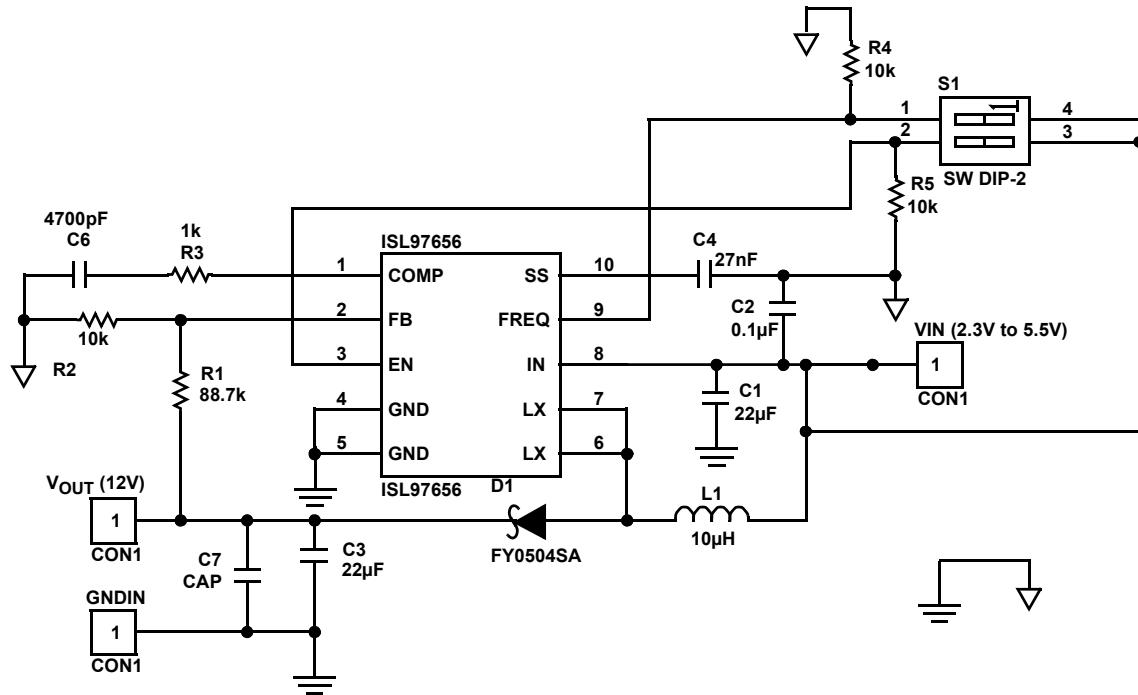 R4
10k
S1
1
2
4
3
SW DIP-2
R5
10k
4700pF
C6
1k
R3
ISL97656
1
COMP
SS
10
C4
27nF
2
FB
FREQ
9
C2
0.1µF
10k
R2
3
EN
IN
8
VIN (2.3V to 5.5V)
1
CON1
R1
88.7k
C1
22µF
4
GND
LX
7
5
GND
LX
6
ISL97656
D1
FY0504SA
L1
10µH
VOUT (12V)
1
CON1
C7
CAP
C3
22µF
GNDIN
1
CON1